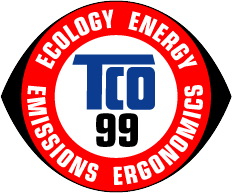 ECOLOGY ENERGY
TCO
99
EMISSIONS ERGONOMICS